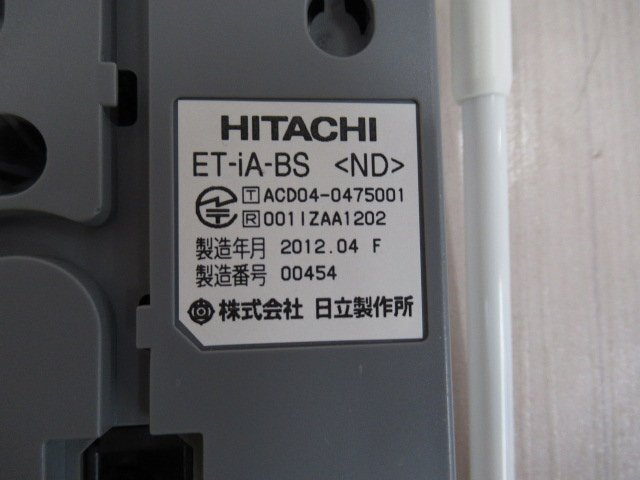 HITACHI
ET-iA-BS <ND>
T ACD04-0475001
R 001IZAA1202
製造年月 2012.04 F
製造番号 00454
株式会社 日立製作所